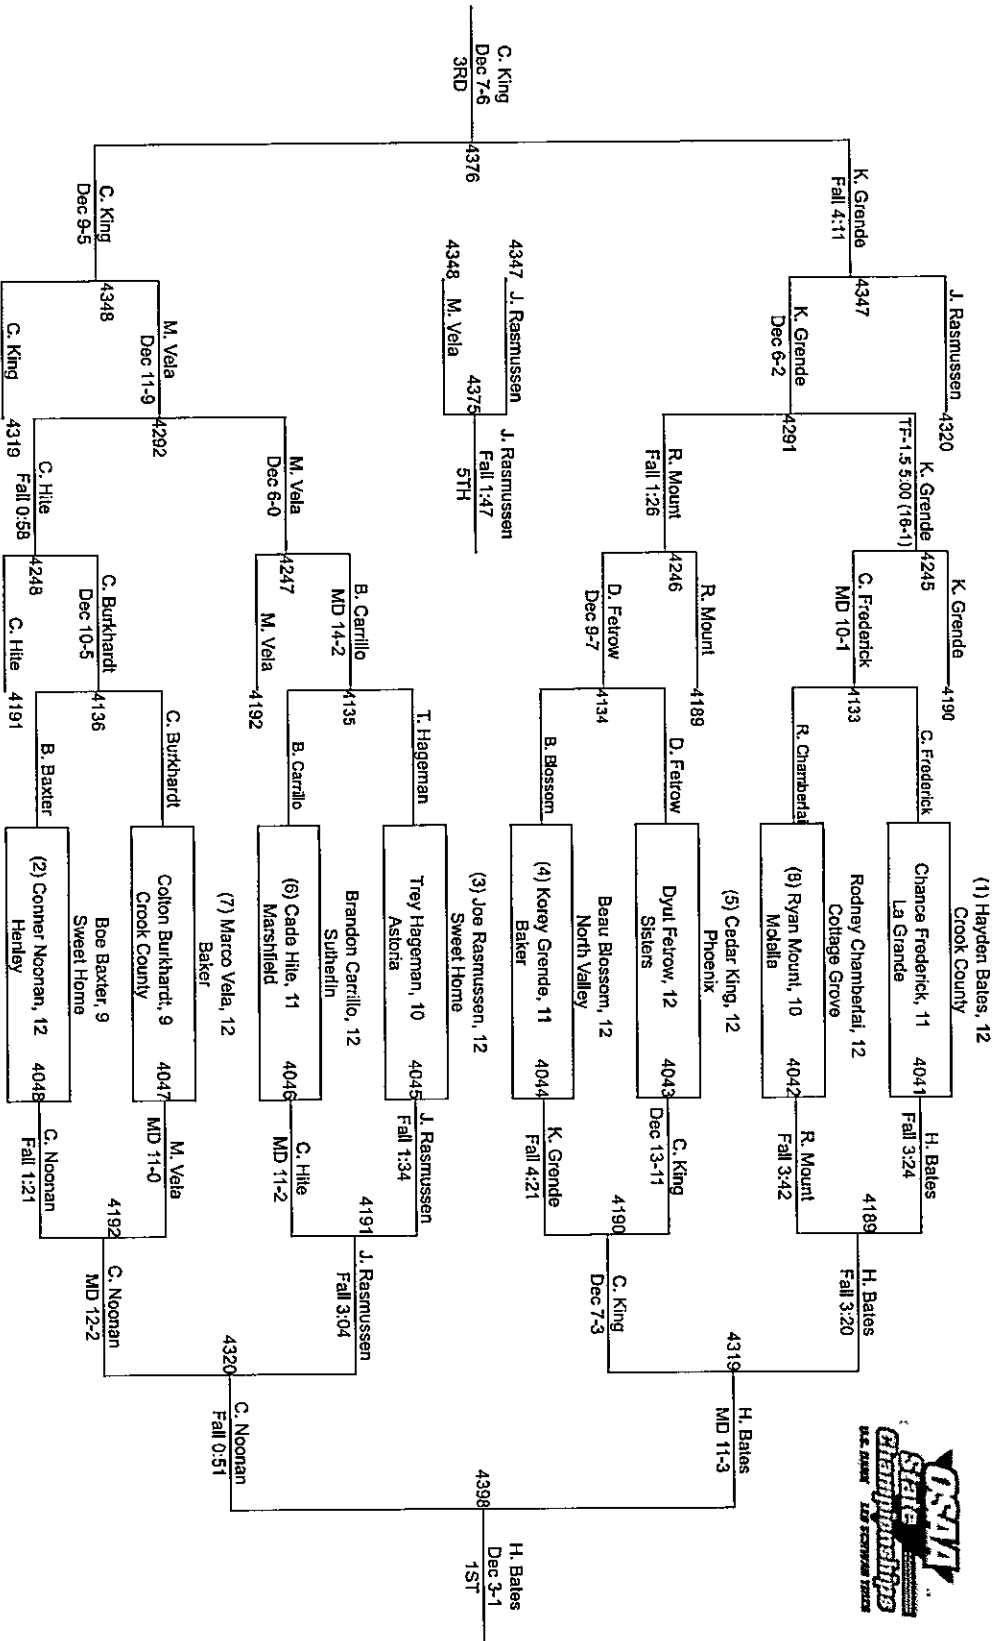 OSAA
State
Championships
U.S. BANK LES SCHWAB TIRES
(1) Hayden Bates, 12
Crook County
Chance Frederick, 11
La Grande
4041
Rodney Chamberlai, 12
Cottage Grove
(8) Ryan Mount, 10
Molalla
4042
(5) Cedar King, 12
Phoenix
Dyut Fetrow, 12
Sisters
4043
Beau Blossom, 12
North Valley
(4) Korey Grende, 11
Baker
4044
(3) Joe Rasmussen, 12
Sweet Home
Trey Hageman, 10
Astoria
4045
Brandon Carrillo, 12
Sutherlin
(6) Cade Hite, 11
Marshfield
4046
(7) Marco Vela, 12
Baker
Colton Burkhardt, 9
Crook County
4047
Boe Baxter, 9
Sweet Home
(2) Conner Noonan, 12
Henley
4048
H. Bates
Fall 3:24
R. Mount
Fall 3:42
C. King
Dec 13-11
K. Grende
Fall 4:21
J. Rasmussen
Fall 1:34
C. Hite
MD 11-2
M. Vela
MD 11-0
C. Noonan
Fall 1:21
4189
H. Bates
Fall 3:20
4190
C. King
Dec 7-3
4191
J. Rasmussen
Fall 3:04
4192
C. Noonan
MD 12-2
4319
H. Bates
MD 11-3
4320
C. Noonan
Fall 0:51
4398
H. Bates
Dec 3-1
1ST
C. Frederick
R. Chamberlai
D. Fetrow
B. Blossom
T. Hageman
B. Carrillo
C. Burkhardt
B. Baxter
K. Grende
4190
4133
C. Frederick
MD 10-1
R. Mount
4189
4134
D. Fetrow
Dec 9-7
4135
B. Carrillo
MD 14-2
M. Vela
4192
4136
C. Burkhardt
Dec 10-5
C. Hite
4191
4245
K. Grende
TF-1.5 5:00 (16-1)
4246
R. Mount
Fall 1:26
4247
M. Vela
Dec 6-0
4248
C. Hite
Fall 0:58
J. Rasmussen
4320
4291
K. Grende
Dec 6-2
4292
M. Vela
Dec 11-9
C. King
4319
4347
K. Grende
Fall 4:11
4348
C. King
Dec 9-5
4347 J. Rasmussen
4348 M. Vela
4375
J. Rasmussen
Fall 1:47
5TH
4376
C. King
Dec 7-6
3RD